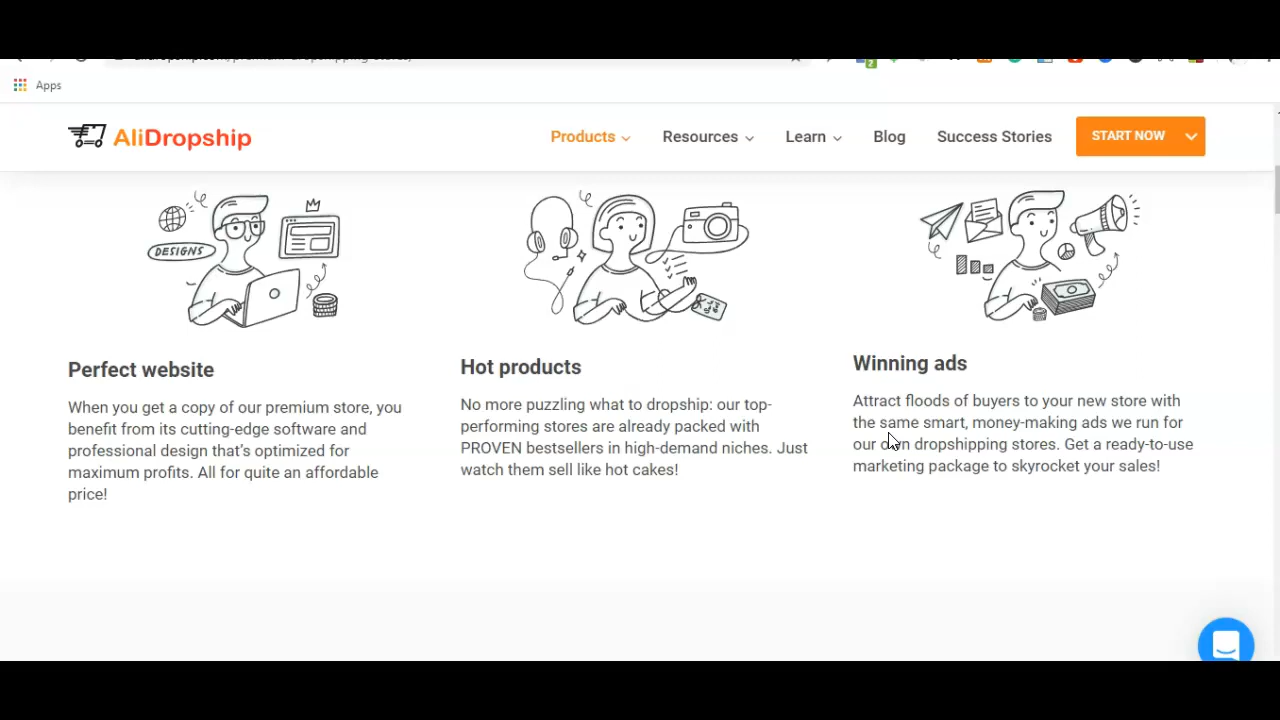 Apps
AliDropship
Products
Resources
Learn
Blog
Success Stories
START NOW
DESIGNS
Perfect website
When you get a copy of our premium store, you
benefit from its cutting-edge software and
professional design that's optimized for
maximum profits. All for quite an affordable
price!
Hot products
No more puzzling what to dropship: our top-
performing stores are already packed with
PROVEN bestsellers in high-demand niches. Just
watch them sell like hot cakes!
Winning ads
Attract floods of buyers to your new store with
the same smart, money-making ads we run for
our own dropshipping stores. Get a ready-to-use
marketing package to skyrocket your sales!